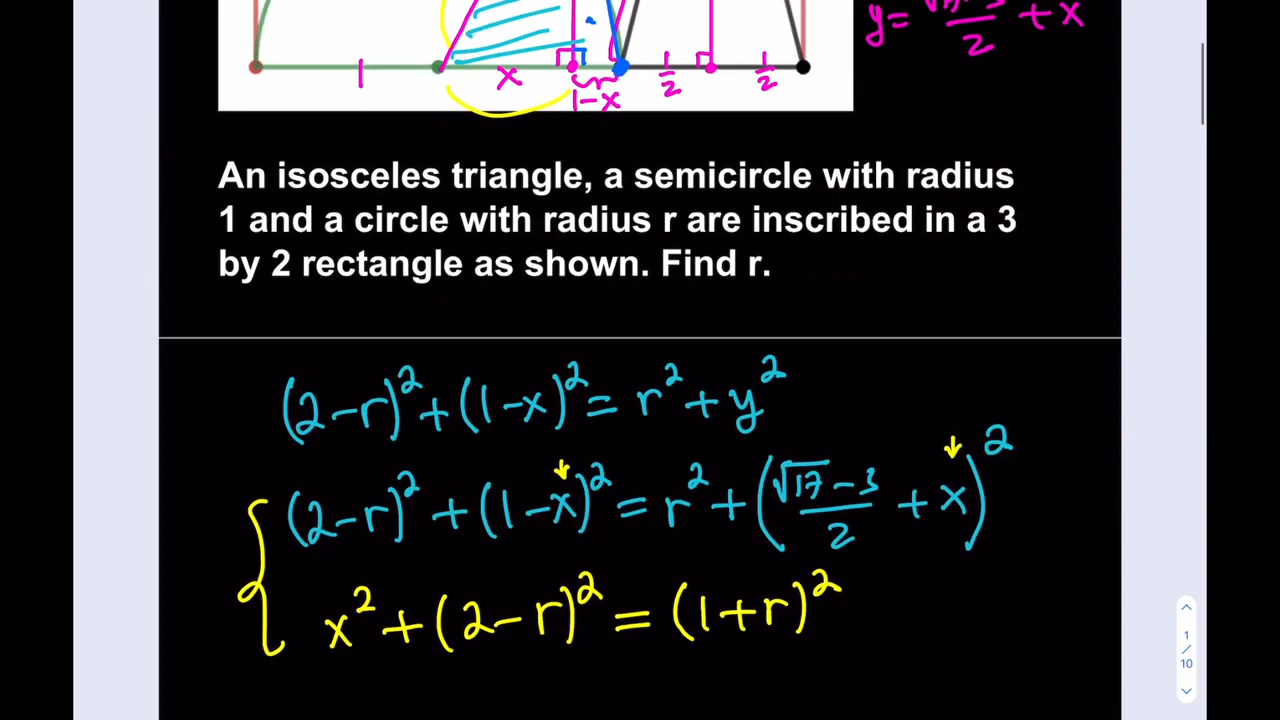 y = (√17 - 3)/2 + x
1 x 1-x 1/2 1/2
An isosceles triangle, a semicircle with radius
1 and a circle with radius r are inscribed in a 3
by 2 rectangle as shown. Find r.
(2-r)² + (1-x)² = r² + y²
(2-r)² + (1-x)² = r² + ((√17 - 3)/2 + x)²
x² + (2-r)² = (1+r)²
1
/
10